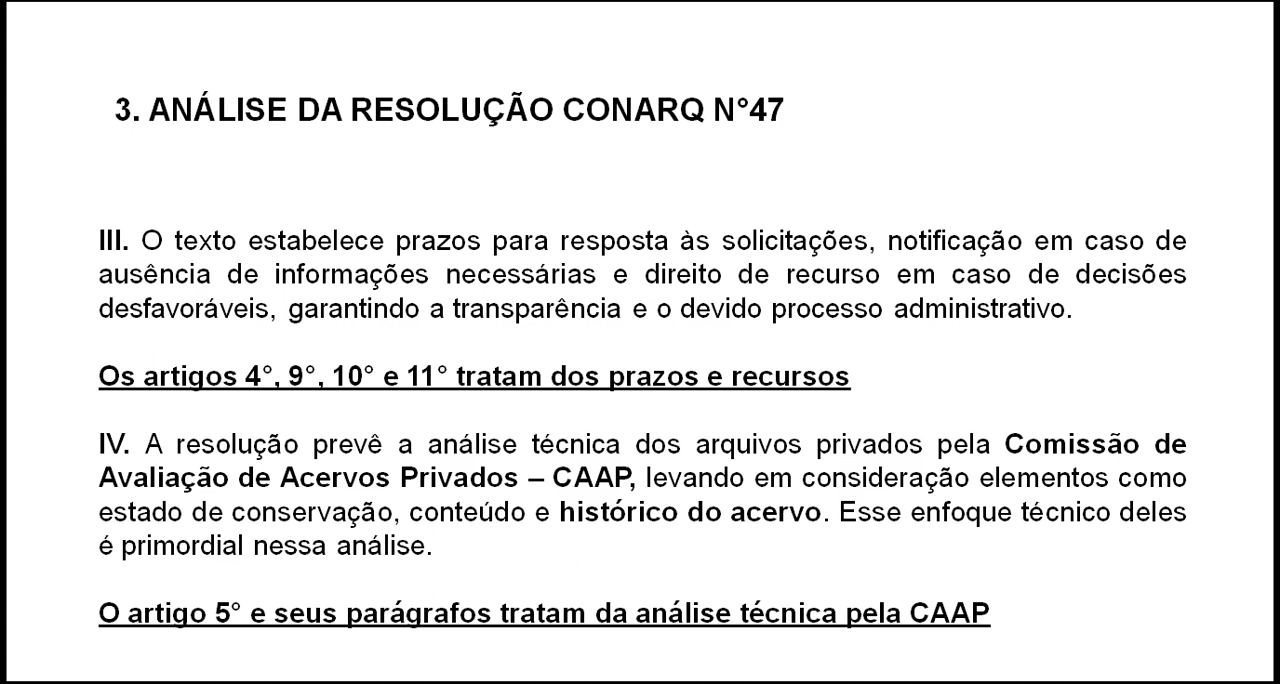 3. ANÁLISE DA RESOLUÇÃO CONARQ N°47
III. O texto estabelece prazos para resposta às solicitações, notificação em caso de
ausência de informações necessárias e direito de recurso em caso de decisões
desfavoráveis, garantindo a transparência e o devido processo administrativo.
Os artigos 4°, 9°, 10° e 11° tratam dos prazos e recursos
IV. A resolução prevê a análise técnica dos arquivos privados pela Comissão de
Avaliação de Acervos Privados – CAAP, levando em consideração elementos como
estado de conservação, conteúdo e histórico do acervo. Esse enfoque técnico deles
é primordial nessa análise.
O artigo 5° e seus parágrafos tratam da análise técnica pela CAAP